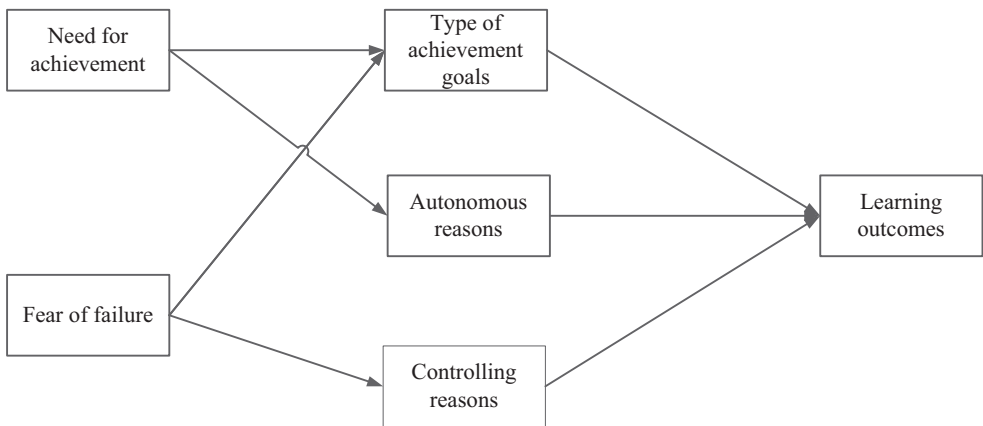 Need for
achievement
Type of
achievement
goals
Autonomous
reasons
Learning
outcomes
Fear of failure
Controlling
reasons